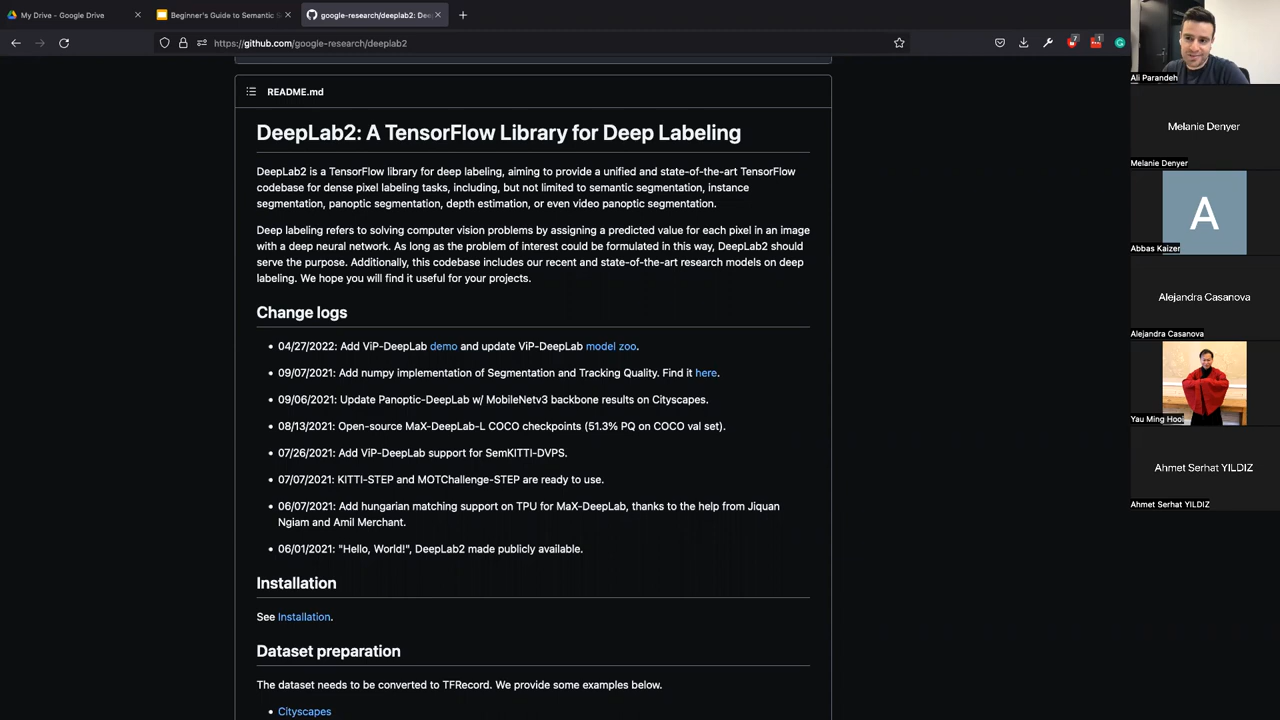 My Drive - Google Drive
Beginner's Guide to Semantic S
google-research/deeplab2: Dee
https://github.com/google-research/deeplab2
7
1
README.md
DeepLab2: A TensorFlow Library for Deep Labeling
DeepLab2 is a TensorFlow library for deep labeling, aiming to provide a unified and state-of-the-art TensorFlow
codebase for dense pixel labeling tasks, including, but not limited to semantic segmentation, instance
segmentation, panoptic segmentation, depth estimation, or even video panoptic segmentation.
Deep labeling refers to solving computer vision problems by assigning a predicted value for each pixel in an image
with a deep neural network. As long as the problem of interest could be formulated in this way, DeepLab2 should
serve the purpose. Additionally, this codebase includes our recent and state-of-the-art research models on deep
labeling. We hope you will find it useful for your projects.
Change logs
04/27/2022: Add ViP-DeepLab demo and update ViP-DeepLab model zoo.
09/07/2021: Add numpy implementation of Segmentation and Tracking Quality. Find it here.
09/06/2021: Update Panoptic-DeepLab w/ MobileNetv3 backbone results on Cityscapes.
08/13/2021: Open-source MaX-DeepLab-L COCO checkpoints (51.3% PQ on COCO val set).
07/26/2021: Add ViP-DeepLab support for SemKITTI-DVPS.
07/07/2021: KITTI-STEP and MOTChallenge-STEP are ready to use.
06/07/2021: Add hungarian matching support on TPU for MaX-DeepLab, thanks to the help from Jiquan
Ngiam and Amil Merchant.
06/01/2021: "Hello, World!", DeepLab2 made publicly available.
Installation
See Installation.
Dataset preparation
The dataset needs to be converted to TFRecord. We provide some examples below.
Cityscapes
Ali Parandeh
Melanie Denyer
Melanie Denyer
A
Abbas Kaizer
Alejandra Casanova
Alejandra Casanova
Yau Ming Hooi
Ahmet Serhat YILDIZ
Ahmet Serhat YILDIZ